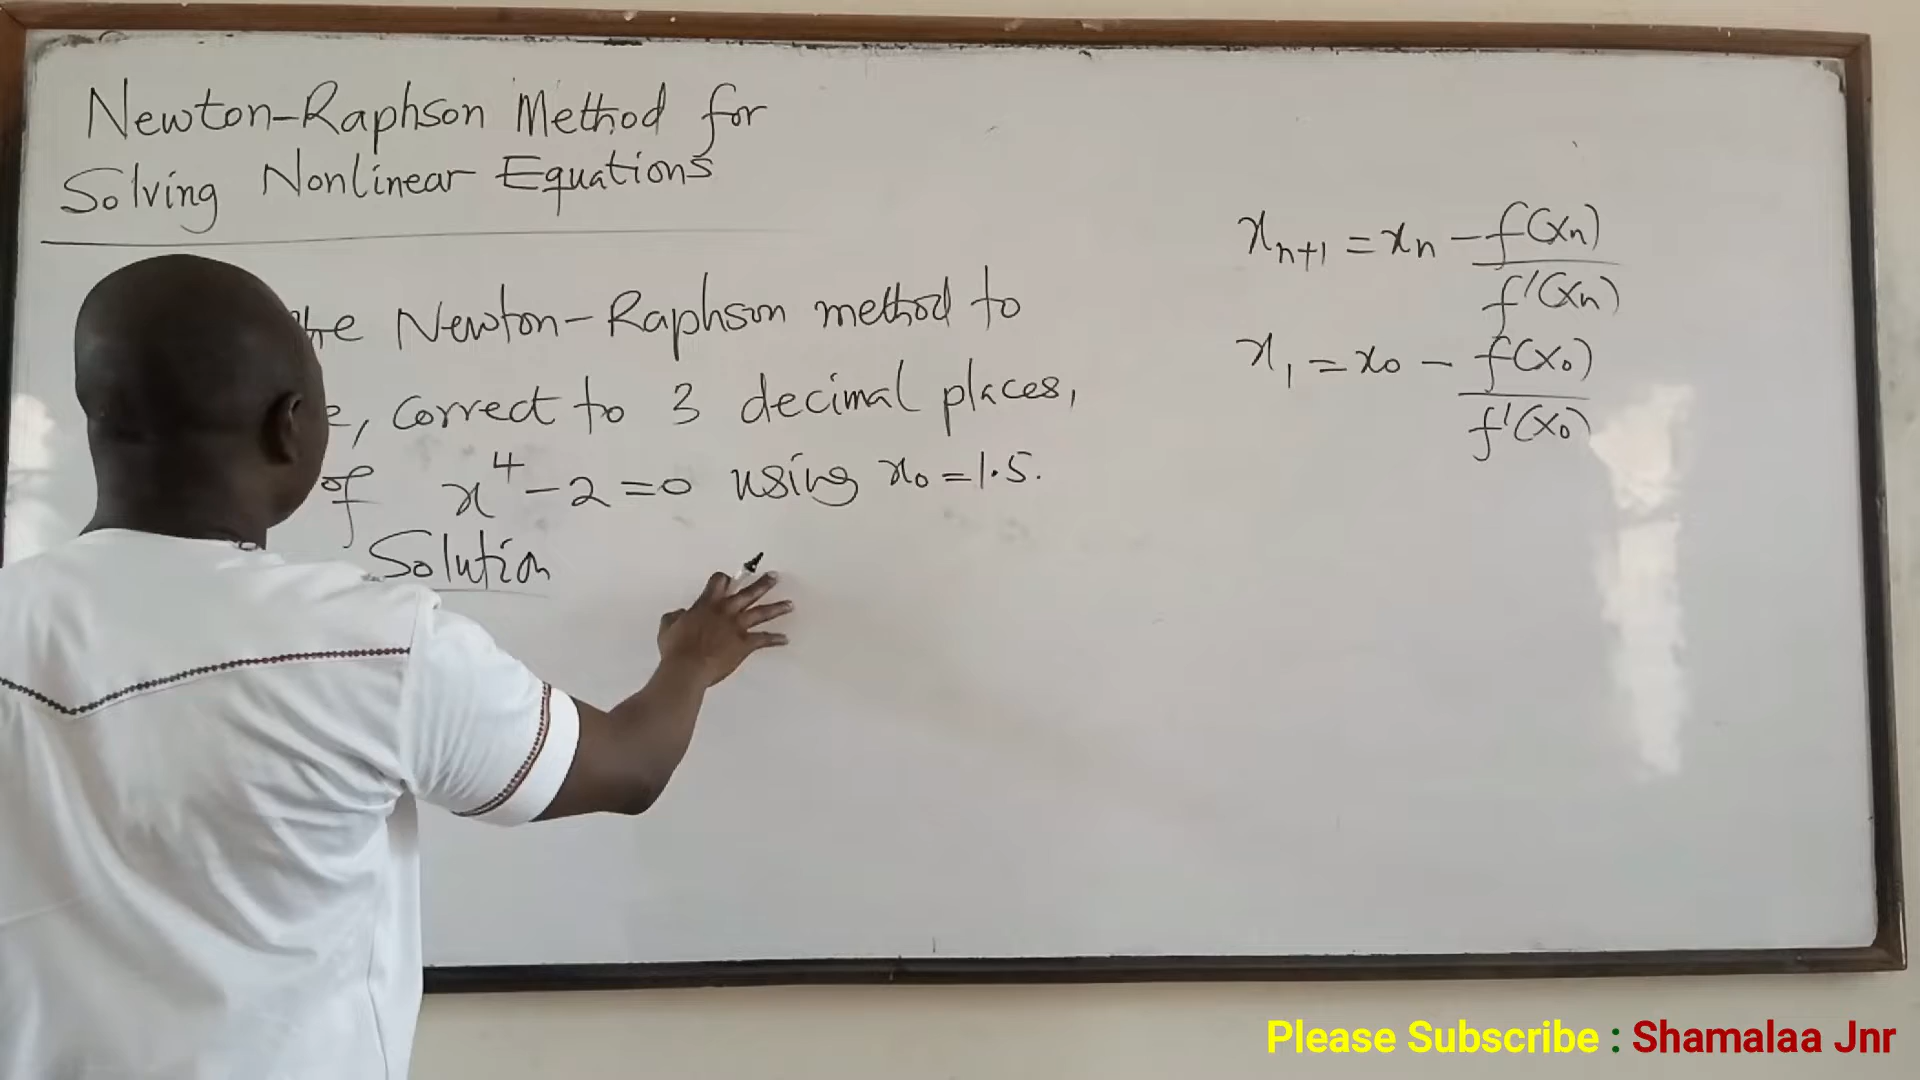 Newton-Raphson Method for
Solving Nonlinear Equations
the Newton-Raphson method to
, correct to 3 decimal places,
of x⁴-2=0 using x₀=1.5.
Solution
xₙ₊₁ = xₙ - f(xₙ)
f'(xₙ)
x₁ = x₀ - f(x₀)
f'(x₀)
Please Subscribe : Shamalaa Jnr